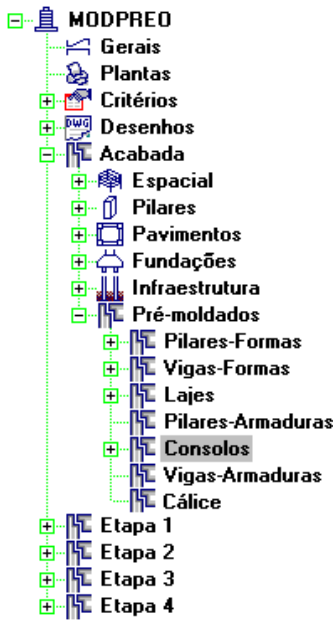 MODPREO
Gerais
Plantas
Critérios
DWG
Desenhos
Acabada
Espacial
Pilares
Pavimentos
Fundações
Infraestrutura
Pré-moldados
Pilares-Formas
Vigas-Formas
Lajes
Pilares-Armaduras
Consolos
Vigas-Armaduras
Cálice
Etapa 1
Etapa 2
Etapa 3
Etapa 4